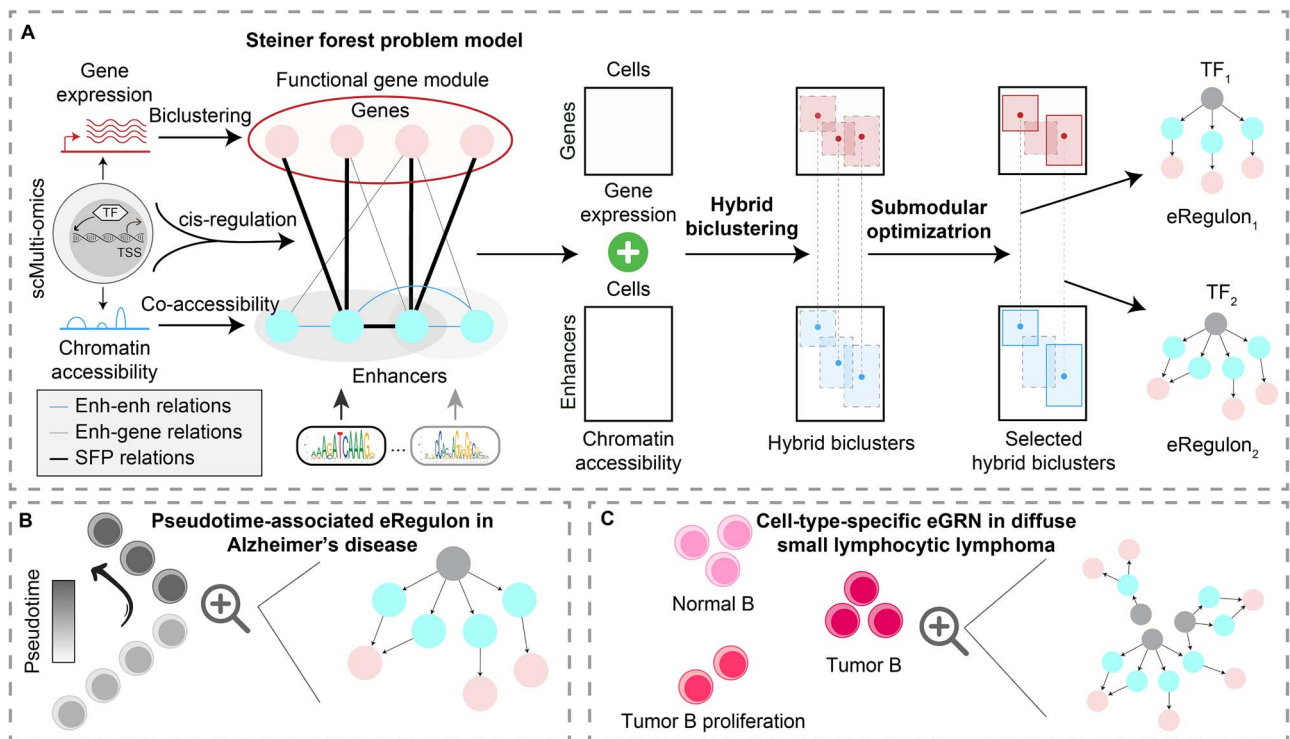 A
Steiner forest problem model
Gene
expression
Biclustering
Functional gene module
Genes
scMulti-omics
TF
TSS
cis-regulation
Co-accessibility
Chromatin
accessibility
Enhancers
Enh-enh relations
Enh-gene relations
SFP relations
...
Cells
Genes
Gene
expression
Cells
Enhancers
Chromatin
accessibility
Hybrid
biclustering
Hybrid biclusters
Submodular
optimizatrion
Selected
hybrid biclusters
TF1
eRegulon1
TF2
eRegulon2
B
Pseudotime-associated eRegulon in
Alzheimer's disease
Pseudotime
C
Cell-type-specific eGRN in diffuse
small lymphocytic lymphoma
Normal B
Tumor B
Tumor B proliferation